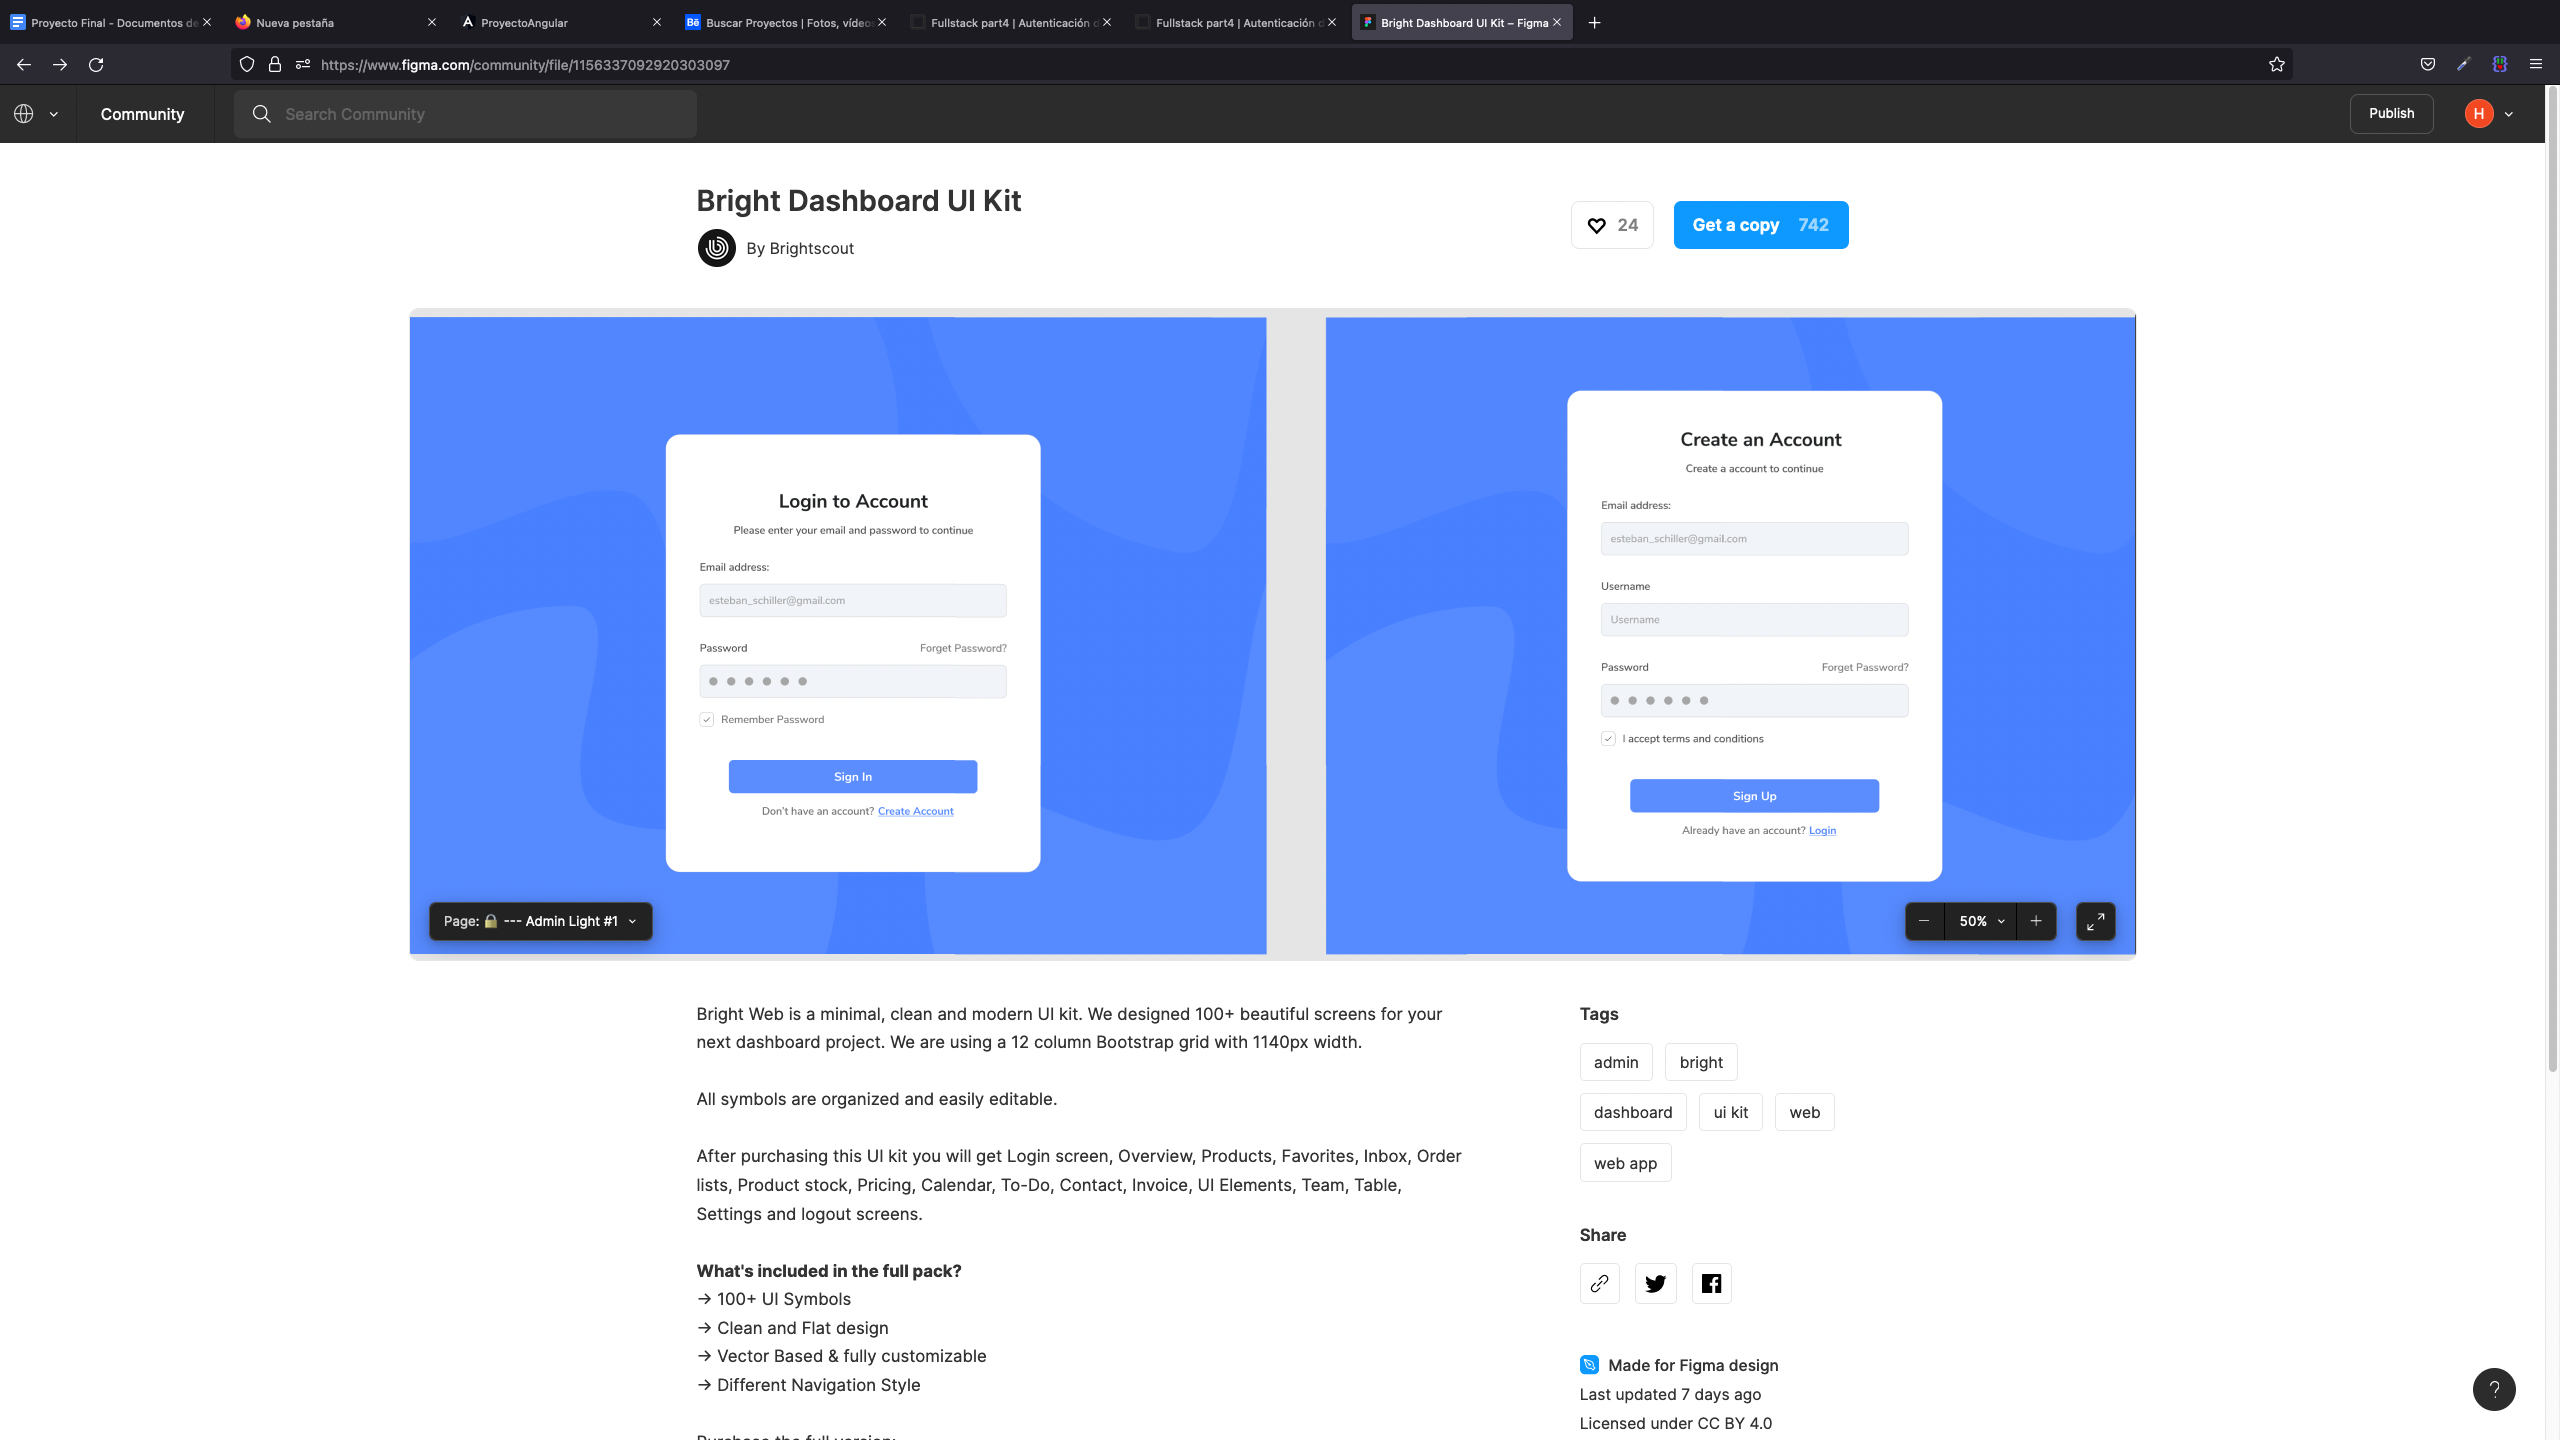 Proyecto Final - Documentos de
Nueva pestaña
ProyectoAngular
Bē Buscar Proyectos | Fotos, vídeos
Fullstack part4 | Autenticación d
Fullstack part4 | Autenticación d
Bright Dashboard UI Kit – Figma
https://www.figma.com/community/file/1156337092920303097
Community
Search Community
Publish
H
Bright Dashboard UI Kit
By Brightscout
24
Get a copy 742
Login to Account
Please enter your email and password to continue
Email address:
esteban_schiller@gmail.com
Password Forget Password?
Remember Password
Sign In
Don't have an account? Create Account
Create an Account
Create a account to continue
Email address:
esteban_schiller@gmail.com
Username
Username
Password Forget Password?
I accept terms and conditions
Sign Up
Already have an account? Login
Page: 🔒 --- Admin Light #1
50%
Bright Web is a minimal, clean and modern UI kit. We designed 100+ beautiful screens for your
next dashboard project. We are using a 12 column Bootstrap grid with 1140px width.
All symbols are organized and easily editable.
After purchasing this UI kit you will get Login screen, Overview, Products, Favorites, Inbox, Order
lists, Product stock, Pricing, Calendar, To-Do, Contact, Invoice, UI Elements, Team, Table,
Settings and logout screens.
What's included in the full pack?
→ 100+ UI Symbols
→ Clean and Flat design
→ Vector Based & fully customizable
→ Different Navigation Style
Purchase the full version:
Tags
admin
bright
dashboard
ui kit
web
web app
Share
Made for Figma design
Last updated 7 days ago
Licensed under CC BY 4.0
?